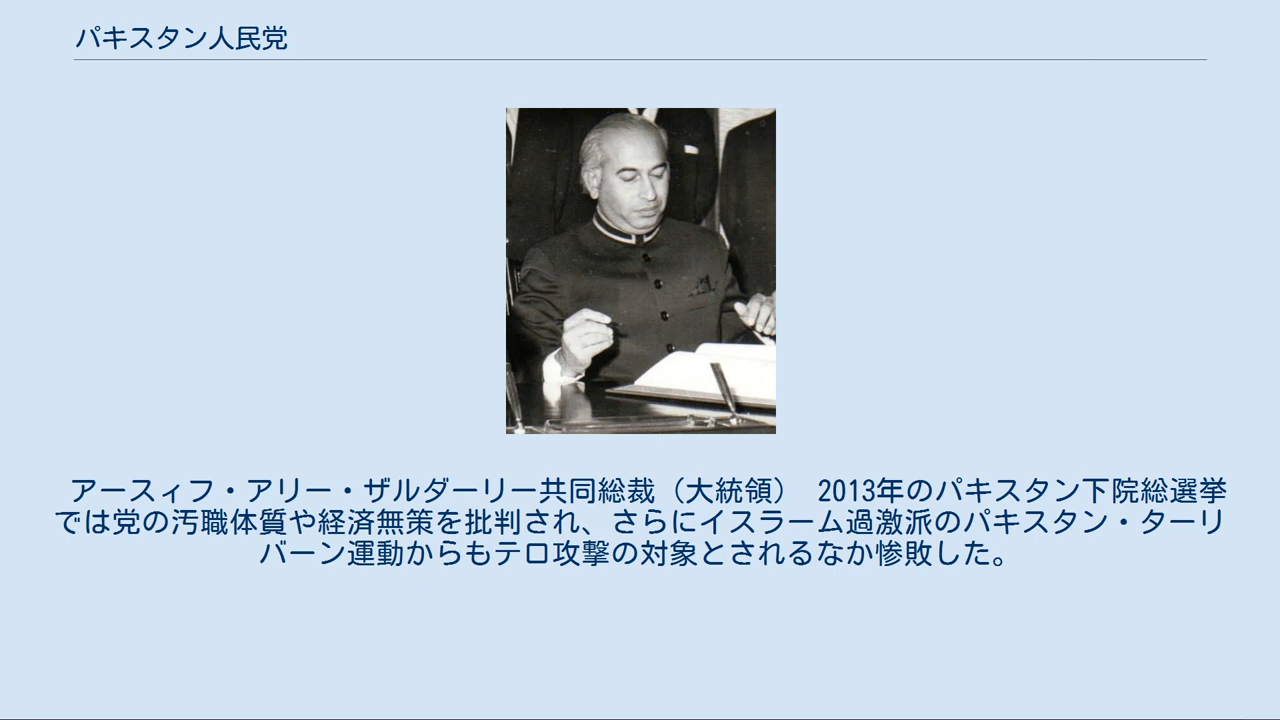 パキスタン人民党
アースィフ・アリー・ザルダーリー共同総裁（大統領） 2013年のパキスタン下院総選挙
では党の汚職体質や経済無策を批判され、さらにイスラーム過激派のパキスタン・ターリ
バーン運動からもテロ攻撃の対象とされるなか惨敗した。